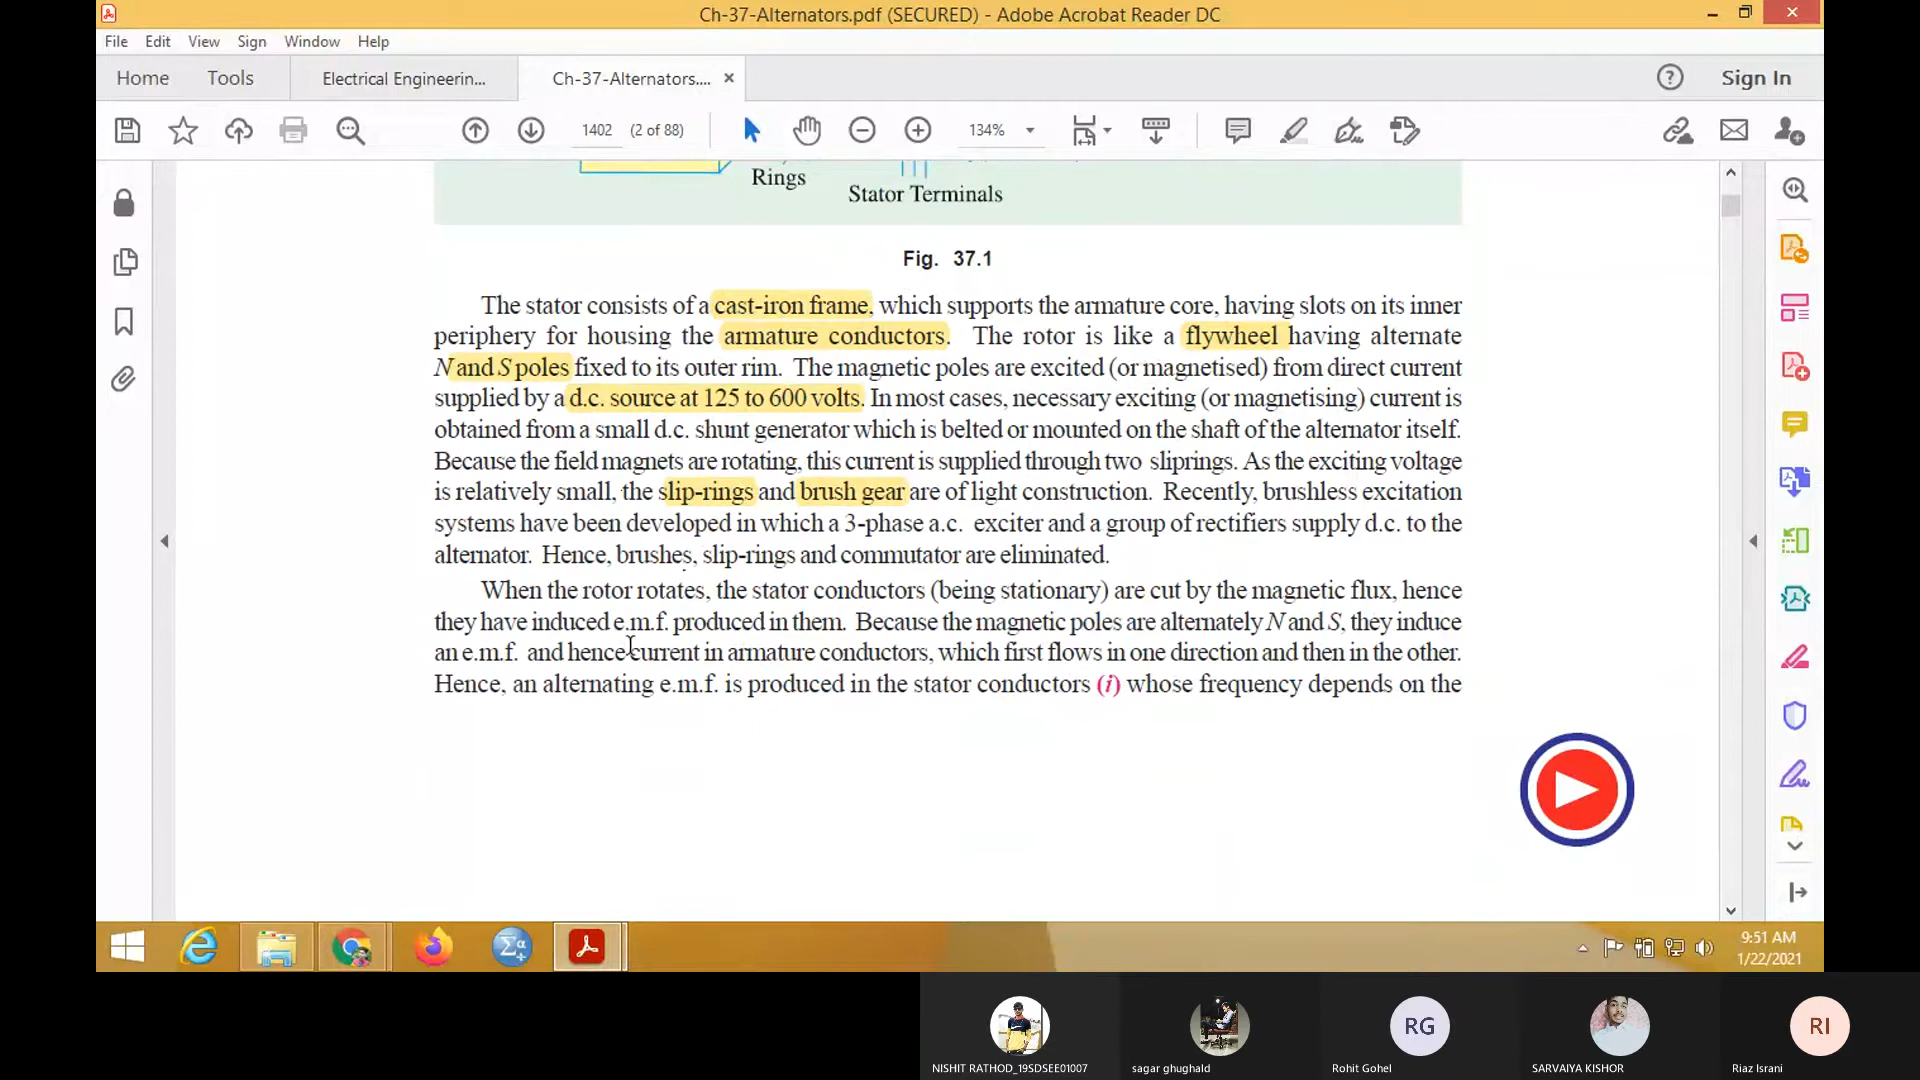 Ch-37-Alternators.pdf (SECURED) - Adobe Acrobat Reader DC
File Edit View Sign Window Help
Home Tools Electrical Engineerin... Ch-37-Alternators.... × Sign In
1402 (2 of 88) 134%
Rings
Stator Terminals
Fig. 37.1
The stator consists of a cast-iron frame, which supports the armature core, having slots on its inner
periphery for housing the armature conductors. The rotor is like a flywheel having alternate
N and S poles fixed to its outer rim. The magnetic poles are excited (or magnetised) from direct current
supplied by a d.c. source at 125 to 600 volts. In most cases, necessary exciting (or magnetising) current is
obtained from a small d.c. shunt generator which is belted or mounted on the shaft of the alternator itself.
Because the field magnets are rotating, this current is supplied through two sliprings. As the exciting voltage
is relatively small, the slip-rings and brush gear are of light construction. Recently, brushless excitation
systems have been developed in which a 3-phase a.c. exciter and a group of rectifiers supply d.c. to the
alternator. Hence, brushes, slip-rings and commutator are eliminated.
When the rotor rotates, the stator conductors (being stationary) are cut by the magnetic flux, hence
they have induced e.m.f. produced in them. Because the magnetic poles are alternately N and S, they induce
an e.m.f. and hence current in armature conductors, which first flows in one direction and then in the other.
Hence, an alternating e.m.f. is produced in the stator conductors (i) whose frequency depends on the
9:51 AM
1/22/2021
RG RI
NISHIT RATHOD_19SDSEE01007 sagar ghughald Rohit Gohel SARVAIYA KISHOR Riaz Israni